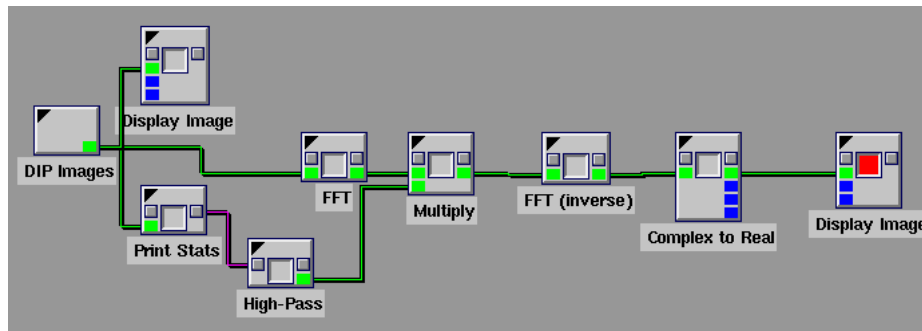 Display Image
DIP Images
FFT
Multiply
FFT (inverse)
Print Stats
Complex to Real
Display Image
High-Pass